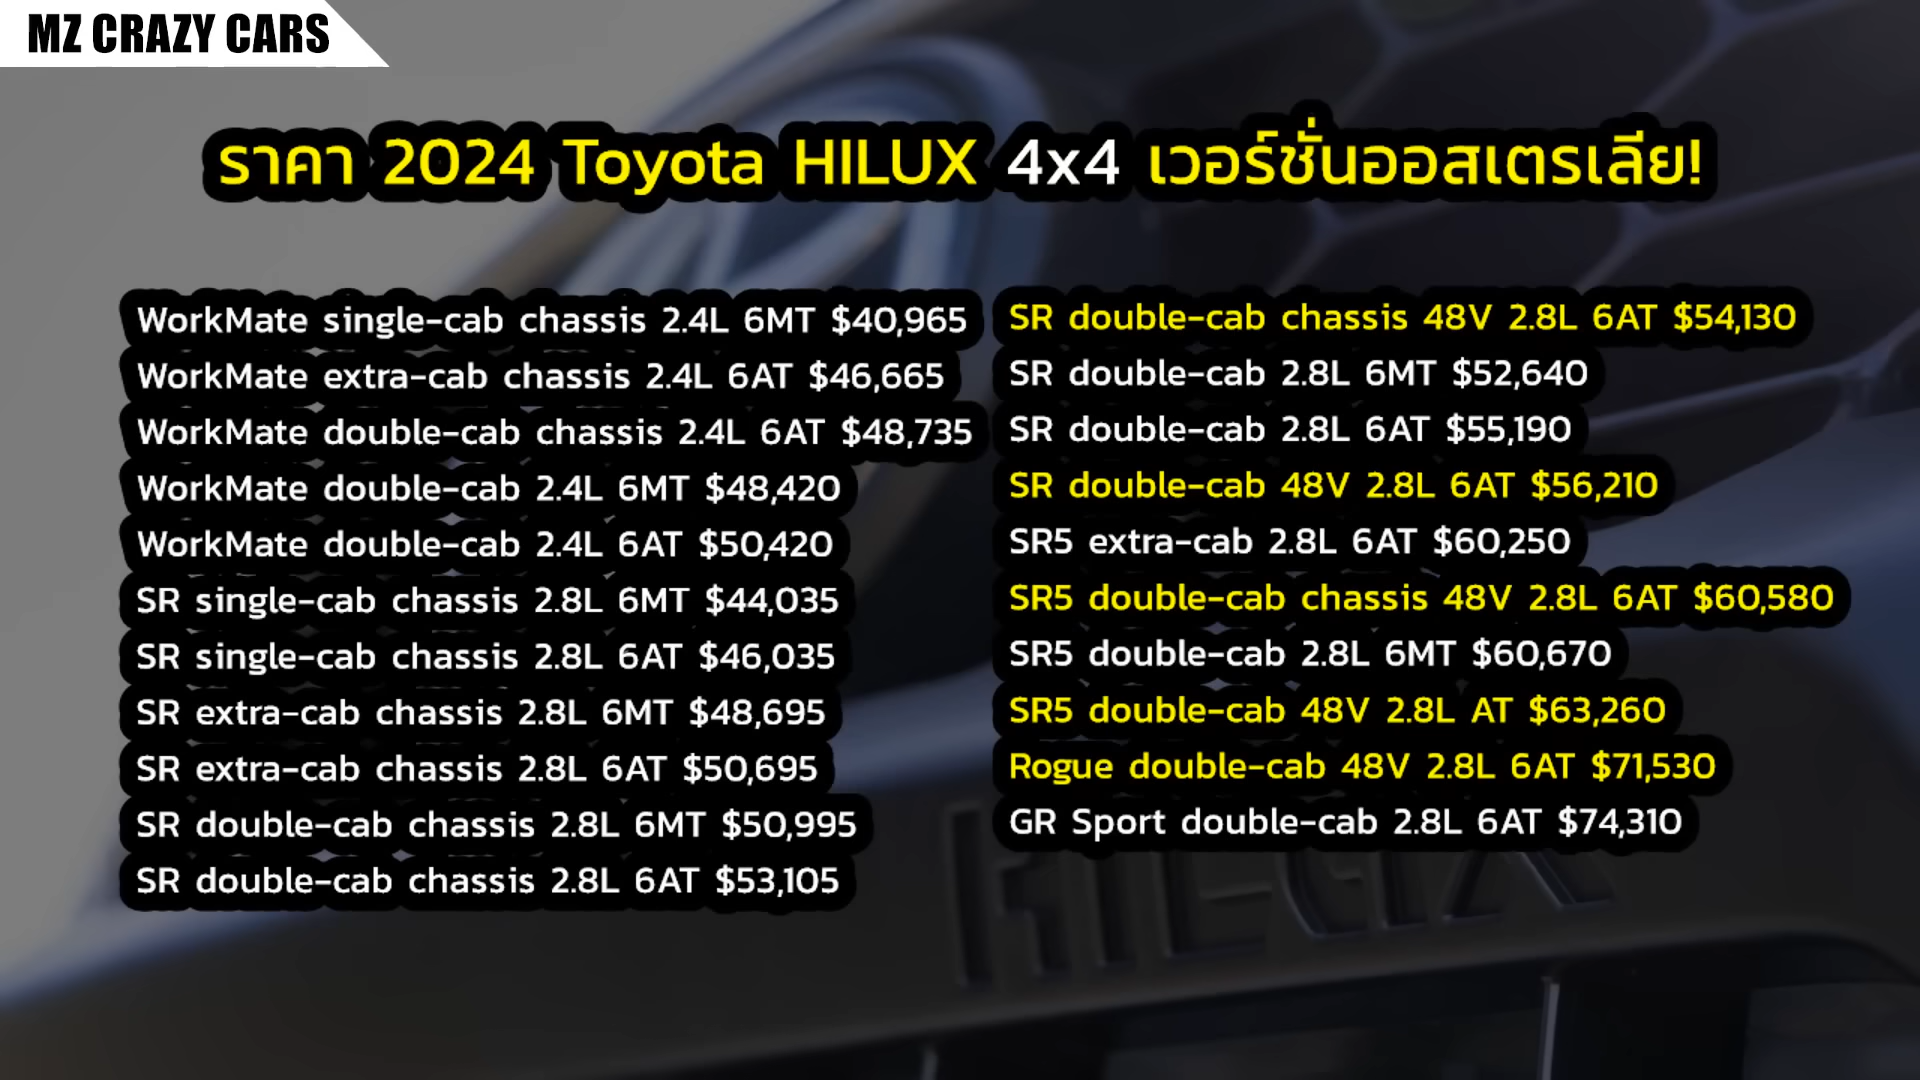 MZ CRAZY CARS
ราคา 2024 Toyota HILUX 4x4 เวอร์ชั่นออสเตรเลีย!
WorkMate single-cab chassis 2.4L 6MT $40,965
WorkMate extra-cab chassis 2.4L 6AT $46,665
WorkMate double-cab chassis 2.4L 6AT $48,735
WorkMate double-cab 2.4L 6MT $48,420
WorkMate double-cab 2.4L 6AT $50,420
SR single-cab chassis 2.8L 6MT $44,035
SR single-cab chassis 2.8L 6AT $46,035
SR extra-cab chassis 2.8L 6MT $48,695
SR extra-cab chassis 2.8L 6AT $50,695
SR double-cab chassis 2.8L 6MT $50,995
SR double-cab chassis 2.8L 6AT $53,105
SR double-cab chassis 48V 2.8L 6AT $54,130
SR double-cab 2.8L 6MT $52,640
SR double-cab 2.8L 6AT $55,190
SR double-cab 48V 2.8L 6AT $56,210
SR5 extra-cab 2.8L 6AT $60,250
SR5 double-cab chassis 48V 2.8L 6AT $60,580
SR5 double-cab 2.8L 6MT $60,670
SR5 double-cab 48V 2.8L AT $63,260
Rogue double-cab 48V 2.8L 6AT $71,530
GR Sport double-cab 2.8L 6AT $74,310